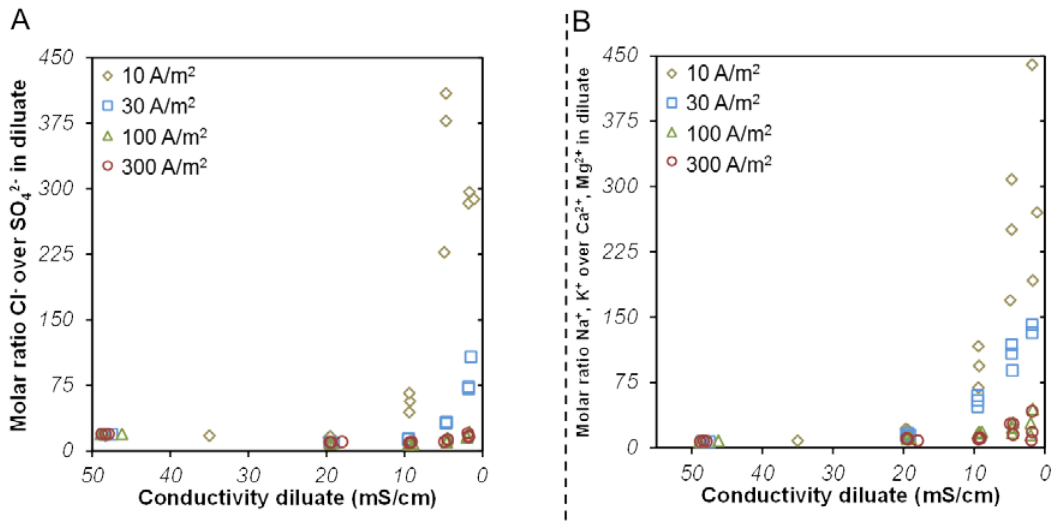 A
Molar ratio Cl⁻ over SO₄²⁻ in diluate
450
375
300
225
150
75
0
10 A/m²
30 A/m²
100 A/m²
300 A/m²
50
40
30
20
10
0
Conductivity diluate (mS/cm)
B
Molar ratio Na⁺, K⁺ over Ca²⁺, Mg²⁺ in diluate
450
375
300
225
150
75
0
10 A/m²
30 A/m²
100 A/m²
300 A/m²
50
40
30
20
10
0
Conductivity diluate (mS/cm)